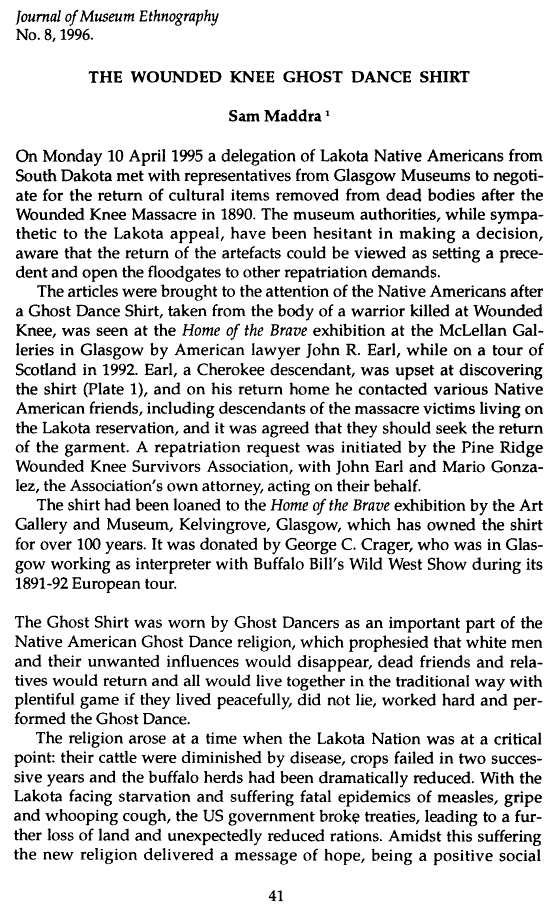 Journal of Museum Ethnography
No. 8, 1996.
THE WOUNDED KNEE GHOST DANCE SHIRT
Sam Maddra ¹
On Monday 10 April 1995 a delegation of Lakota Native Americans from
South Dakota met with representatives from Glasgow Museums to negoti-
ate for the return of cultural items removed from dead bodies after the
Wounded Knee Massacre in 1890. The museum authorities, while sympa-
thetic to the Lakota appeal, have been hesitant in making a decision,
aware that the return of the artefacts could be viewed as setting a prece-
dent and open the floodgates to other repatriation demands.
The articles were brought to the attention of the Native Americans after
a Ghost Dance Shirt, taken from the body of a warrior killed at Wounded
Knee, was seen at the Home of the Brave exhibition at the McLellan Gal-
leries in Glasgow by American lawyer John R. Earl, while on a tour of
Scotland in 1992. Earl, a Cherokee descendant, was upset at discovering
the shirt (Plate 1), and on his return home he contacted various Native
American friends, including descendants of the massacre victims living on
the Lakota reservation, and it was agreed that they should seek the return
of the garment. A repatriation request was initiated by the Pine Ridge
Wounded Knee Survivors Association, with John Earl and Mario Gonza-
lez, the Association's own attorney, acting on their behalf.
The shirt had been loaned to the Home of the Brave exhibition by the Art
Gallery and Museum, Kelvingrove, Glasgow, which has owned the shirt
for over 100 years. It was donated by George C. Crager, who was in Glas-
gow working as interpreter with Buffalo Bill's Wild West Show during its
1891-92 European tour.
The Ghost Shirt was worn by Ghost Dancers as an important part of the
Native American Ghost Dance religion, which prophesied that white men
and their unwanted influences would disappear, dead friends and rela-
tives would return and all would live together in the traditional way with
plentiful game if they lived peacefully, did not lie, worked hard and per-
formed the Ghost Dance.
The religion arose at a time when the Lakota Nation was at a critical
point: their cattle were diminished by disease, crops failed in two succes-
sive years and the buffalo herds had been dramatically reduced. With the
Lakota facing starvation and suffering fatal epidemics of measles, gripe
and whooping cough, the US government broke treaties, leading to a fur-
ther loss of land and unexpectedly reduced rations. Amidst this suffering
the new religion delivered a message of hope, being a positive social
41